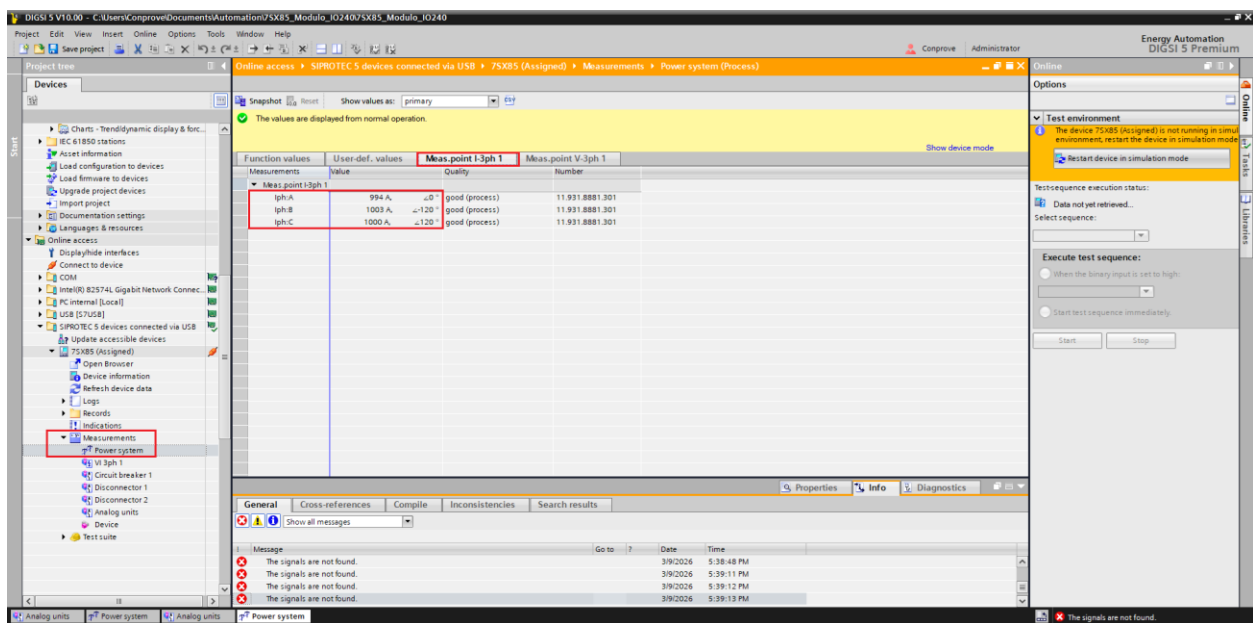 DIGSI 5 V10.00 - C:\Users\Conprove\Documents\Automation\7SX85_Modulo_IO240\7SX85_Modulo_IO240
Project Edit View Insert Online Options Tools Window Help
Energy Automation
DIGSI 5 Premium
Save project
Conprove Administrator
Project tree
Online access ▸ SIPROTEC 5 devices connected via USB ▸ 7SX85 (Assigned) ▸ Measurements ▸ Power system (Process)
Online
Devices
Options
Snapshot Reset Show values as: primary
The values are displayed from normal operation.
Show device mode
Charts - Trend/dynamic display & forc...
IEC 61850 stations
Asset information
Load configuration to devices
Load firmware to devices
Upgrade project devices
Import project
Documentation settings
Languages & resources
Online access
Display/hide interfaces
Connect to device
COM
Intel(R) 82574L Gigabit Network Connec...
PC internal [Local]
USB [S7USB]
SIPROTEC 5 devices connected via USB
Update accessible devices
7SX85 (Assigned)
Open Browser
Device information
Refresh device data
Logs
Records
Indications
Measurements
Power system
VI 3ph 1
Circuit breaker 1
Disconnector 1
Disconnector 2
Analog units
Device
Test suite
Function values User-def. values Meas.point I-3ph 1 Meas.point V-3ph 1
Measurements Value Quality Number
Meas.point I-3ph 1
Iph:A 994 A, ∠0 ° good (process) 11.931.8881.301
Iph:B 1003 A, ∠-120 ° good (process) 11.931.8881.301
Iph:C 1000 A, ∠120 ° good (process) 11.931.8881.301
Test environment
The device 7SX85 (Assigned) is not running in simul
environment, restart the device in simulation mode
Restart device in simulation mode
Test-sequence execution status:
Data not yet retrieved...
Select sequence:
Execute test sequence:
When the binary input is set to high:
Start test sequence immediately.
Start Stop
Start
Online
Tasks
Libraries
Properties Info Diagnostics
General Cross-references Compile Inconsistencies Search results
Show all messages
! Message Go to ? Date Time
The signals are not found. 3/9/2026 5:38:48 PM
The signals are not found. 3/9/2026 5:39:11 PM
The signals are not found. 3/9/2026 5:39:12 PM
The signals are not found. 3/9/2026 5:39:13 PM
Analog units Power system Analog units Power system
The signals are not found.